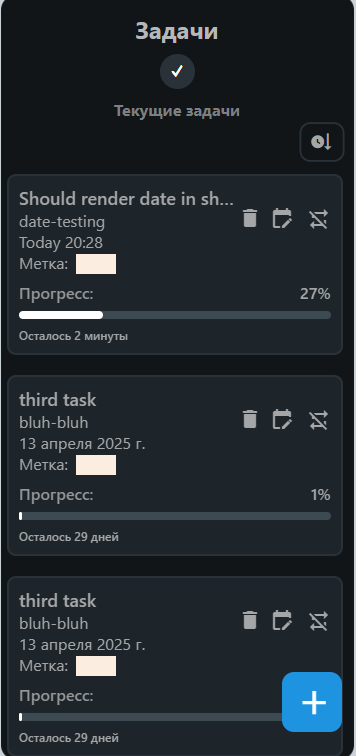 Задачи
Текущие задачи
Should render date in sh...
date-testing
Today 20:28
Метка:
Прогресс: 27%
Осталось 2 минуты
third task
bluh-bluh
13 апреля 2025 г.
Метка:
Прогресс: 1%
Осталось 29 дней
third task
bluh-bluh
13 апреля 2025 г.
Метка:
Прогресс:
Осталось 29 дней